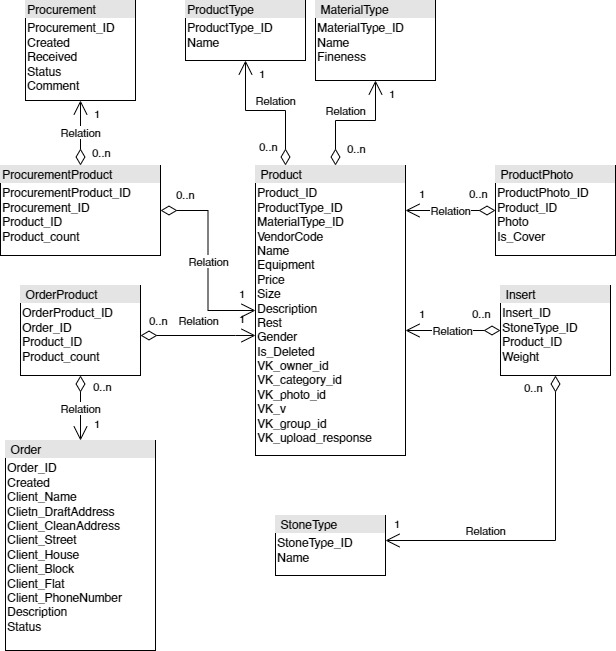 Procurement
Procurement_ID
Created
Received
Status
Comment
ProductType
ProductType_ID
Name
MaterialType
MaterialType_ID
Name
Fineness
1
Relation
0..n
1
Relation
0..n
1
Relation
0..n
ProcurementProduct
ProcurementProduct_ID
Procurement_ID
Product_ID
Product_count
0..n
Relation
1
Product
Product_ID
ProductType_ID
MaterialType_ID
VendorCode
Name
Equipment
Price
Size
Description
Rest
Gender
Is_Deleted
VK_owner_id
VK_category_id
VK_photo_id
VK_v
VK_group_id
VK_upload_response
1
Relation
0..n
ProductPhoto
ProductPhoto_ID
Product_ID
Photo
Is_Cover
OrderProduct
OrderProduct_ID
Order_ID
Product_ID
Product_count
0..n
Relation
1
1
Relation
0..n
Insert
Insert_ID
StoneType_ID
Product_ID
Weight
0..n
Relation
1
Order
Order_ID
Created
Client_Name
Clietn_DraftAddress
Client_CleanAddress
Client_Street
Client_House
Client_Block
Client_Flat
Client_PhoneNumber
Description
Status
StoneType
StoneType_ID
Name
1
Relation
0..n